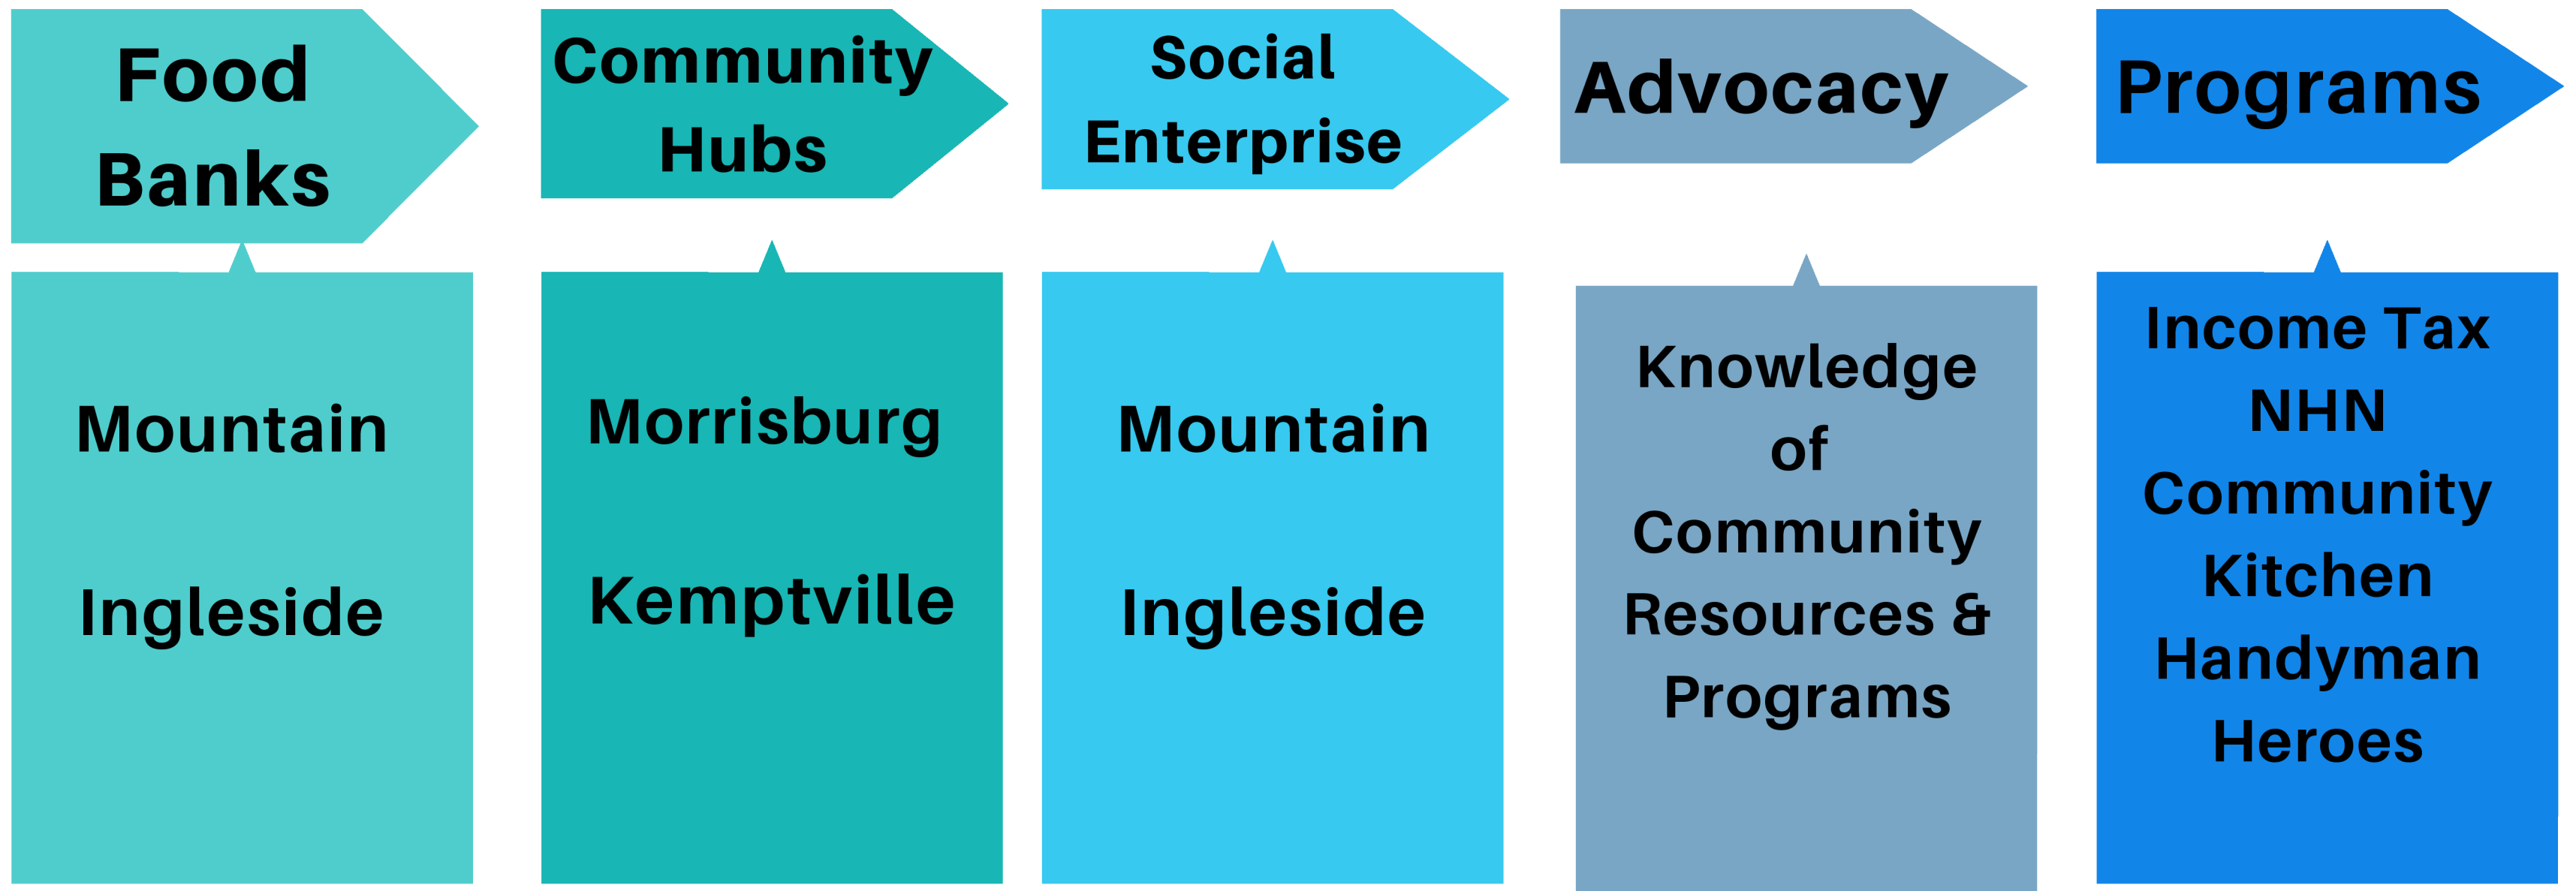 Food
Banks
Mountain
Ingleside
Community
Hubs
Morrisburg
Kemptville
Social
Enterprise
Mountain
Ingleside
Advocacy
Knowledge
of
Community
Resources &
Programs
Programs
Income Tax
NHN
Community
Kitchen
Handyman
Heroes